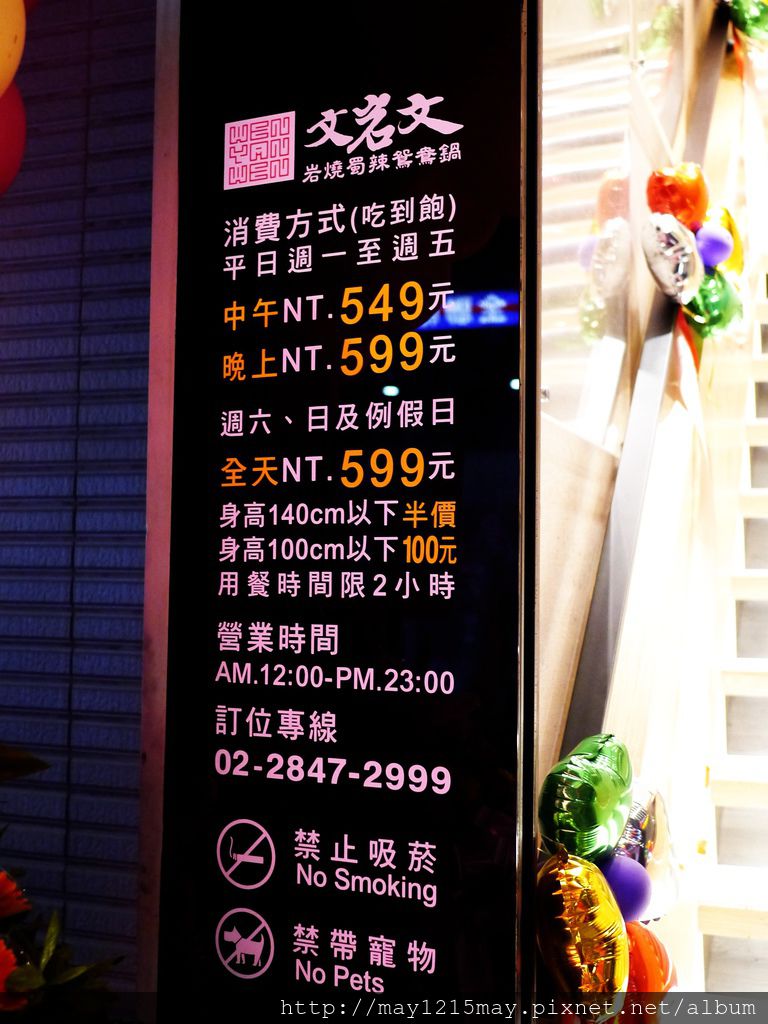 WEN
YAN
WEN
文岩文
岩燒蜀辣鴛鴦鍋
消費方式(吃到飽)
平日週一至週五
中午NT.549元
晚上NT.599元
週六、日及例假日
全天NT.599元
身高140cm以下半價
身高100cm以下100元
用餐時間限2小時
營業時間
AM.12:00-PM.23:00
訂位專線
02-2847-2999
禁止吸菸
No Smoking
禁帶寵物
No Pets
http://may1215may.pixnet.net/album